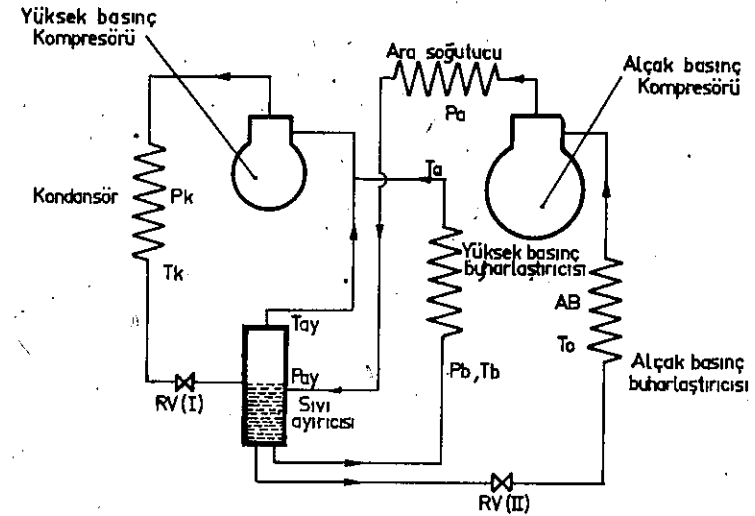 Yüksek basınç
Kompresörü
Ara soğutucu
Alçak basınç
Kompresörü
Pa
Ta
Kondansör
Pk
Tk
Yüksek basınç
buharlaştırıcısı
AB
To
Tay
Pay
Pb,Tb
Alçak basınç
buharlaştırıcısı
RV(I)
Sıvı
ayırıcısı
RV(II)